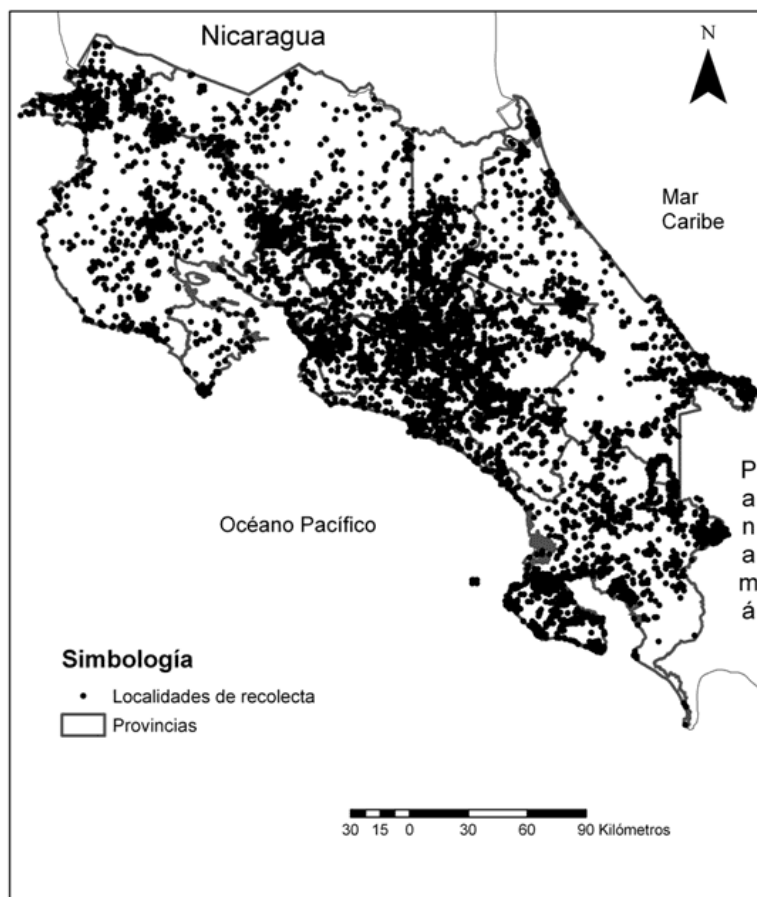 Nicaragua
N
Mar
Caribe
P
a
n
a
m
á
Océano Pacífico
Simbología
Localidades de recolecta
Provincias
30 15 0 30 60 90 Kilómetros